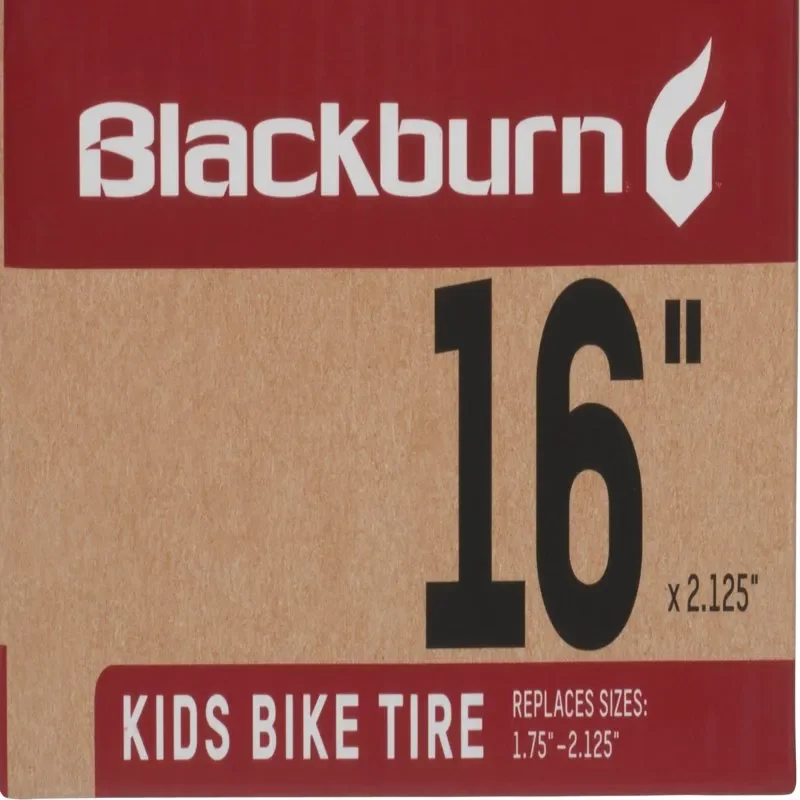 Blackburn
16"
x 2.125"
KIDS BIKE TIRE
REPLACES SIZES:
1.75"–2.125"